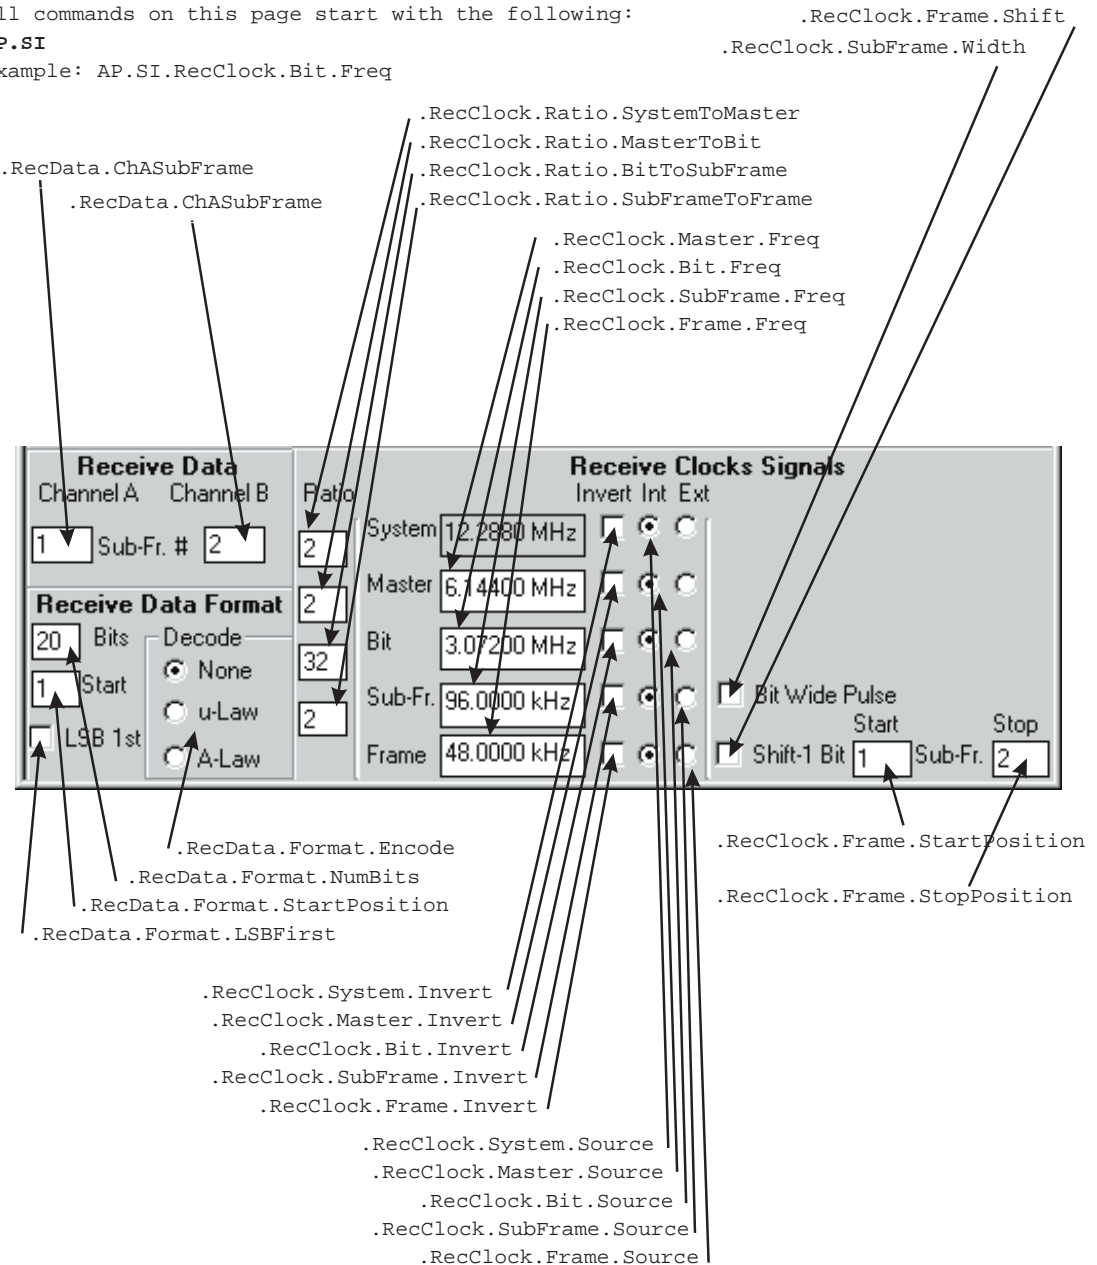 ll commands on this page start with the following:
P.SI
xample: AP.SI.RecClock.Bit.Freq
.RecClock.Frame.Shift
.RecClock.SubFrame.Width
.RecClock.Ratio.SystemToMaster
.RecClock.Ratio.MasterToBit
.RecClock.Ratio.BitToSubFrame
.RecClock.Ratio.SubFrameToFrame
.RecData.ChASubFrame
.RecData.ChASubFrame
.RecClock.Master.Freq
.RecClock.Bit.Freq
.RecClock.SubFrame.Freq
.RecClock.Frame.Freq
Receive Data
Channel A Channel B
1 Sub-Fr. # 2
Receive Data Format
20 Bits
1 Start
LSB 1st
Decode
None
u-Law
A-Law
Ratio
2
2
32
2
Receive Clocks Signals
Invert Int Ext
System 12.2880 MHz
Master 6.14400 MHz
Bit 3.07200 MHz
Sub-Fr. 96.0000 kHz
Frame 48.0000 kHz
Bit Wide Pulse
Start Stop
Shift-1 Bit 1 Sub-Fr. 2
.RecData.Format.Encode
.RecData.Format.NumBits
.RecData.Format.StartPosition
.RecData.Format.LSBFirst
.RecClock.Frame.StartPosition
.RecClock.Frame.StopPosition
.RecClock.System.Invert
.RecClock.Master.Invert
.RecClock.Bit.Invert
.RecClock.SubFrame.Invert
.RecClock.Frame.Invert
.RecClock.System.Source
.RecClock.Master.Source
.RecClock.Bit.Source
.RecClock.SubFrame.Source
.RecClock.Frame.Source